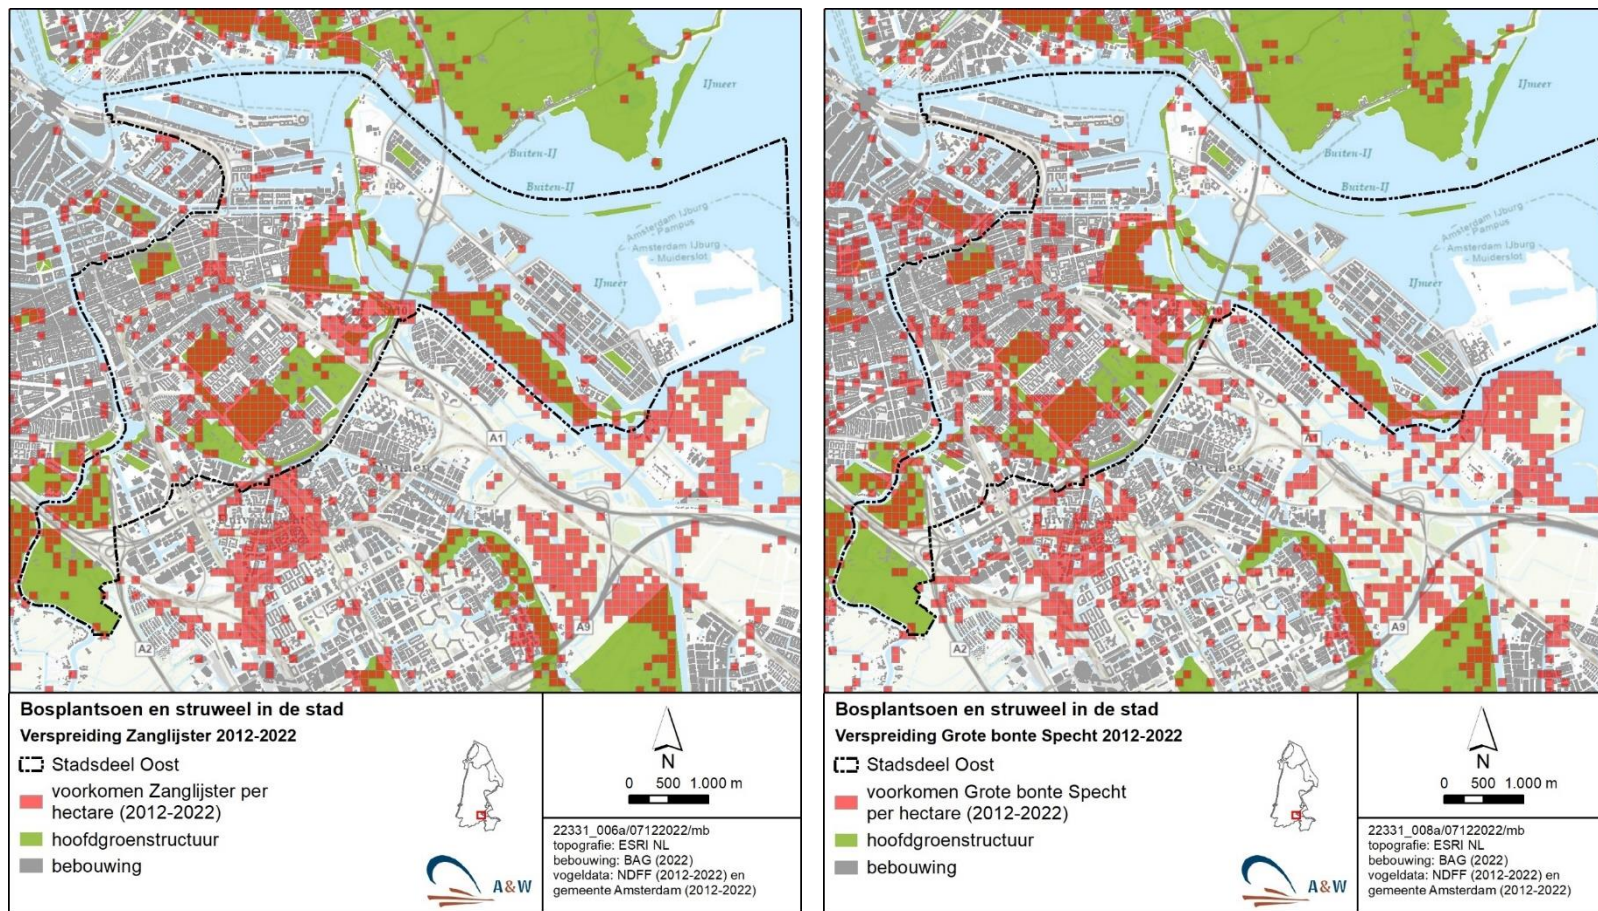 IJmeer
Buiten-IJ
Buiten-IJ
Amsterdam IJburg
- Pampus
Amsterdam IJburg
- Muiderslot
IJmeer
A10
A1
Diemen
Duivendrecht
A9
A2
Bosplantsoen en struweel in de stad
Verspreiding Zanglijster 2012-2022
Stadsdeel Oost
voorkomen Zanglijster per
hectare (2012-2022)
hoofdgroenstructuur
bebouwing
N
0 500 1.000 m
22331_006a/07122022/mb
topografie: ESRI NL
bebouwing: BAG (2022)
vogeldata: NDFF (2012-2022) en
gemeente Amsterdam (2012-2022)
A&W
IJmeer
Buiten-IJ
Buiten-IJ
Amsterdam IJburg
- Pampus
Amsterdam IJburg
- Muiderslot
IJmeer
A1
Diemen
A9
A2
Bosplantsoen en struweel in de stad
Verspreiding Grote bonte Specht 2012-2022
Stadsdeel Oost
voorkomen Grote bonte Specht
per hectare (2012-2022)
hoofdgroenstructuur
bebouwing
N
0 500 1.000 m
22331_008a/07122022/mb
topografie: ESRI NL
bebouwing: BAG (2022)
vogeldata: NDFF (2012-2022) en
gemeente Amsterdam (2012-2022)
A&W